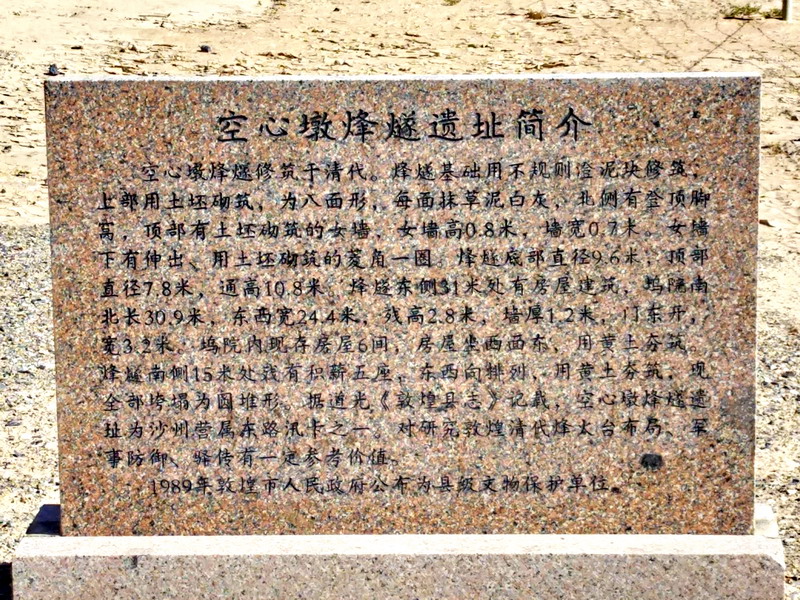 空心墩烽燧遗址简介
空心墩烽燧修筑于清代。烽燧基础用不规则澄泥块修筑,
上部用土坯砌筑,为八面形,每面抹草泥白灰,北侧有登顶脚
窝,顶部有土坯砌筑的女墙,女墙高0.8米,墙宽0.7米。女墙
下有伸出、用土坯砌筑的菱角一圈。烽燧底部直径9.6米,顶部
直径7.8米,通高10.8米。烽燧东侧31米处有房屋建筑,坞院南
北长30.9米,东西宽24.4米,残高2.8米,墙厚1.2米,门东开,
宽3.2米。坞院内现存房屋6间,房屋坐西面东,用黄土夯筑。
烽燧南侧15米处残有积薪五座,东西向排列,用黄土夯筑,现
全部垮塌为圆堆形。据道光《敦煌县志》记载,空心墩烽燧遗
址为沙州营属东路汛卡之一。对研究敦煌清代烽火台布局、军
事防御、驿传有一定参考价值。
1989年敦煌市人民政府公布为县级文物保护单位。